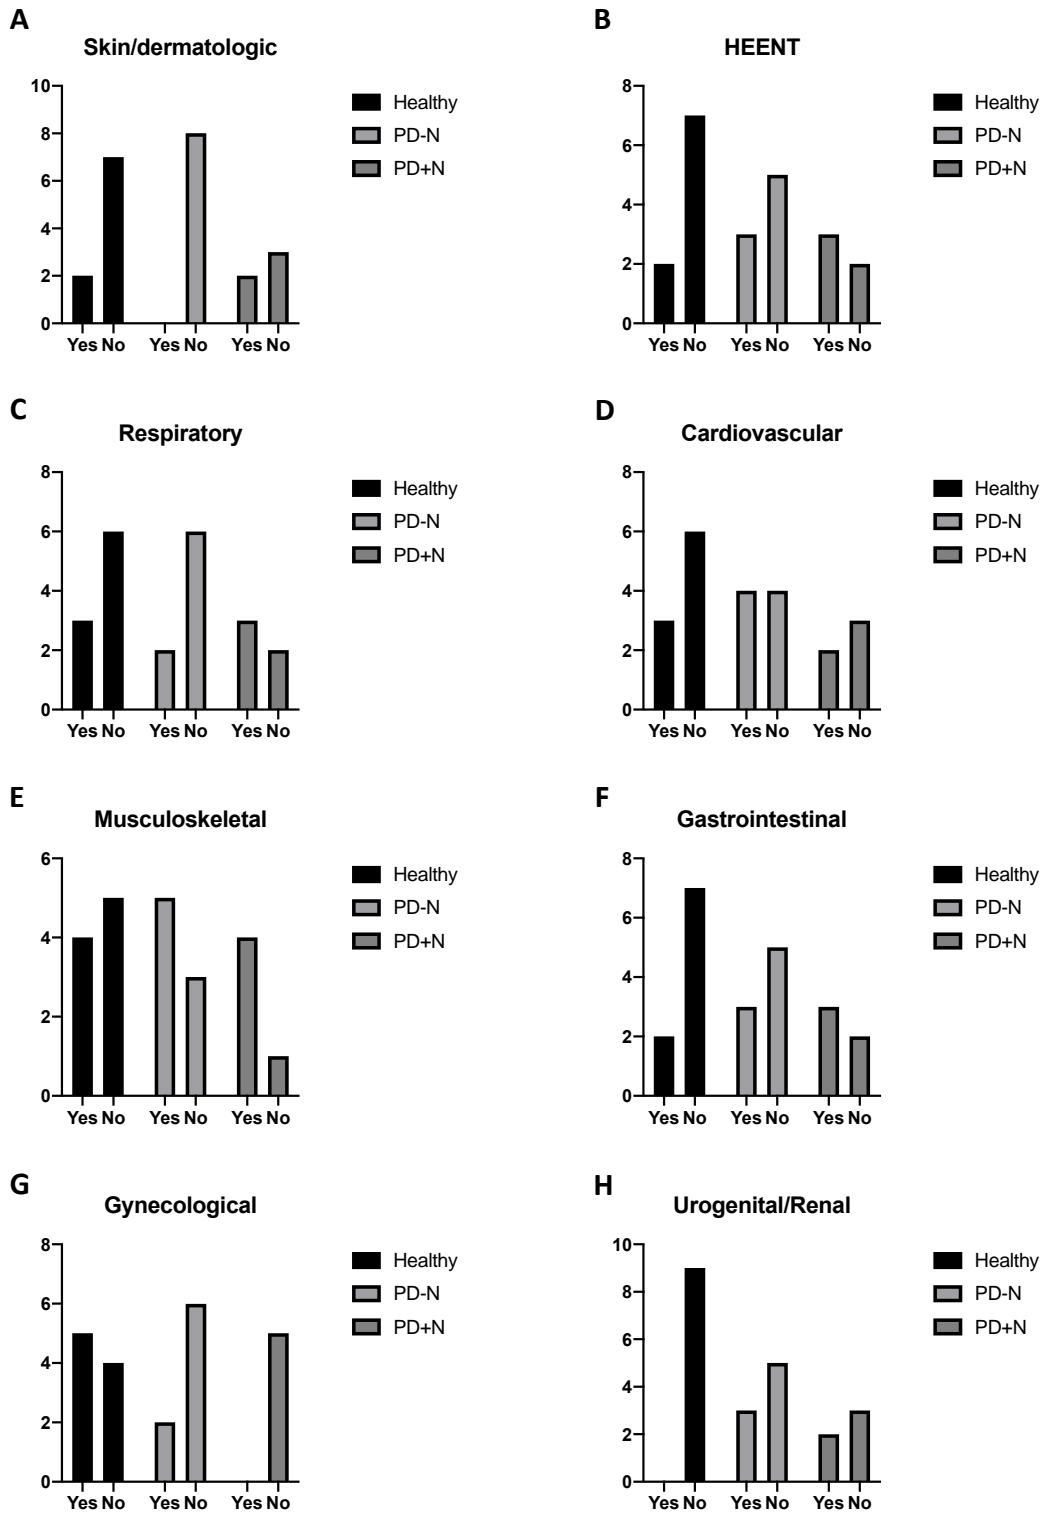 A
Skin/dermatologic
10
8
6
4
2
0
Yes No Yes No Yes No
Healthy
PD-N
PD+N
B
HEENT
8
6
4
2
0
Yes No Yes No Yes No
Healthy
PD-N
PD+N
C
Respiratory
8
6
4
2
0
Yes No Yes No Yes No
Healthy
PD-N
PD+N
D
Cardiovascular
8
6
4
2
0
Yes No Yes No Yes No
Healthy
PD-N
PD+N
E
Musculoskeletal
6
4
2
0
Yes No Yes No Yes No
Healthy
PD-N
PD+N
F
Gastrointestinal
8
6
4
2
0
Yes No Yes No Yes No
Healthy
PD-N
PD+N
G
Gynecological
8
6
4
2
0
Yes No Yes No Yes No
Healthy
PD-N
PD+N
H
Urogenital/Renal
10
8
6
4
2
0
Yes No Yes No Yes No
Healthy
PD-N
PD+N